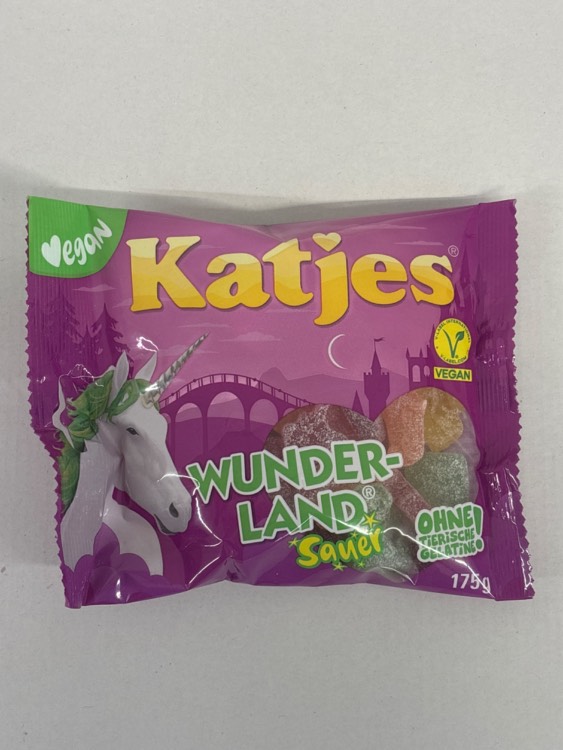 Vegan
Katjes®
VEGAN
WUNDER-
LAND®
Sauer
OHNE
TIERISCHE
GELATINE!
175g